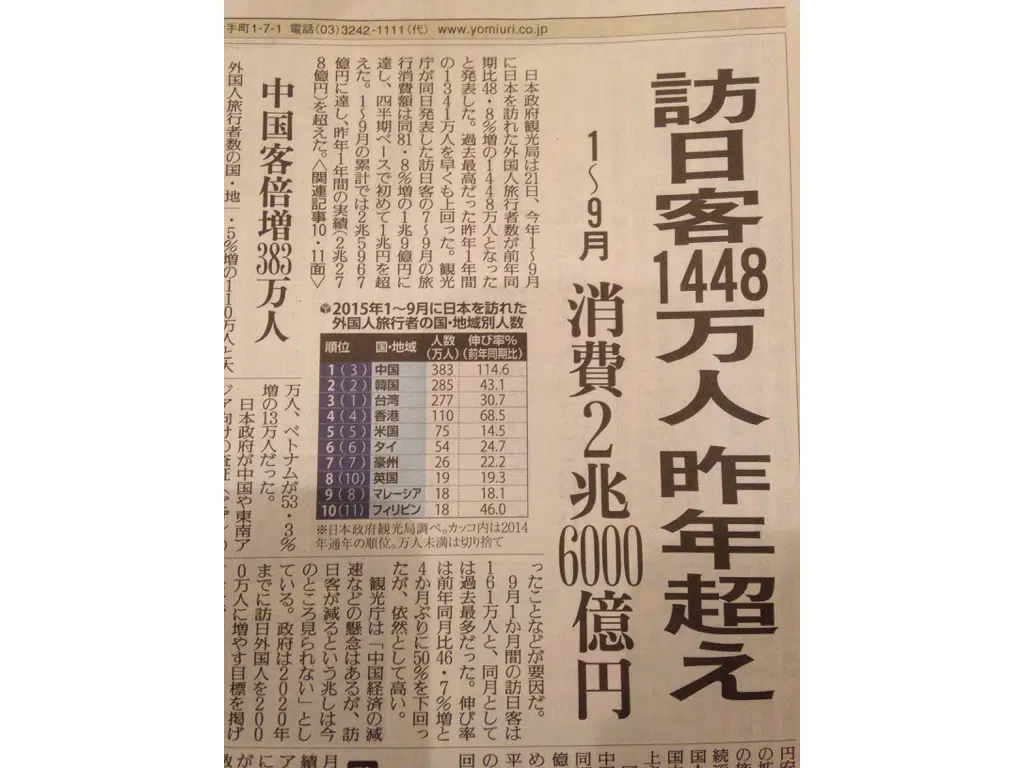 手町1-7-1 電話(03)3242-1111(代) www.yomiuri.co.jp
訪日客1448万人 昨年超え
1〜9月 消費2兆6000億円
日本政府観光局は21日、今年1〜9月
に日本を訪れた外国人旅行者数が前年同
期比48・8%増の1448万人となった
と発表した。過去最高だった昨年1年間
の1341万人を早くも上回った。観光
庁が同日発表した訪日客の7〜9月の旅
行消費額は同81・8%増の1兆9億円に
達し、四半期ベースで初めて1兆円を超
えた。1〜9月の累計では2兆5967
億円に達し、昨年1年間の実績(2兆27
8億円)を超えた。〈関連記事10・11面〉
中国客倍増383万人
外国人旅行者数の国・地
・5%増の110万人と大
2015年1〜9月に日本を訪れた
外国人旅行者の国・地域別人数
順位 国・地域 人数(万人) 伸び率%(前年同期比)
1(3) 中国 383 114.6
2(2) 韓国 285 43.1
3(1) 台湾 277 30.7
4(4) 香港 110 68.5
5(5) 米国 75 14.5
6(6) タイ 54 24.7
7(7) 豪州 26 22.2
8(10) 英国 19 19.3
9(8) マレーシア 18 18.1
10(11) フィリピン 18 46.0
※日本政府観光局調べ。カッコ内は2014
年通年の順位。万人未満は切り捨て
万人、ベトナムが53・3%
増の13万人だった。
日本政府が中国や東南ア
ったことなどが要因だ。
9月1か月間の訪日客は
161万人と、同月として
は過去最多だった。伸び率
は前年同月比46・7%増と
4か月ぶりに50%を下回っ
たが、依然として高い。
観光庁は「中国経済の減
速などの懸念はあるが、訪
日客が減るという兆しは今
のところ見られない」とし
ている。政府は2020年
までに訪日外国人を200
0万人に増やす目標を掲げ